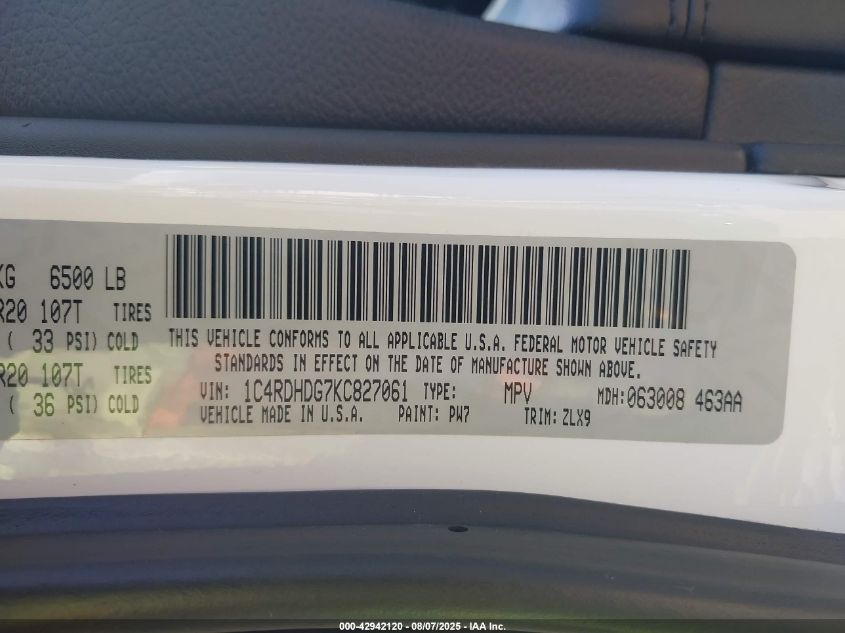 KG 6500 LB
R20 107T TIRES
( 33 PSI) COLD
R20 107T TIRES
( 36 PSI) COLD
THIS VEHICLE CONFORMS TO ALL APPLICABLE U.S.A. FEDERAL MOTOR VEHICLE SAFETY
STANDARDS IN EFFECT ON THE DATE OF MANUFACTURE SHOWN ABOVE.
VIN: 1C4RDHDG7KC827061 TYPE: MPV MDH: 063008 463AA
VEHICLE MADE IN U.S.A. PAINT: PW7 TRIM: ZLX9
000-42942120 - 08/07/2025 - IAA Inc.